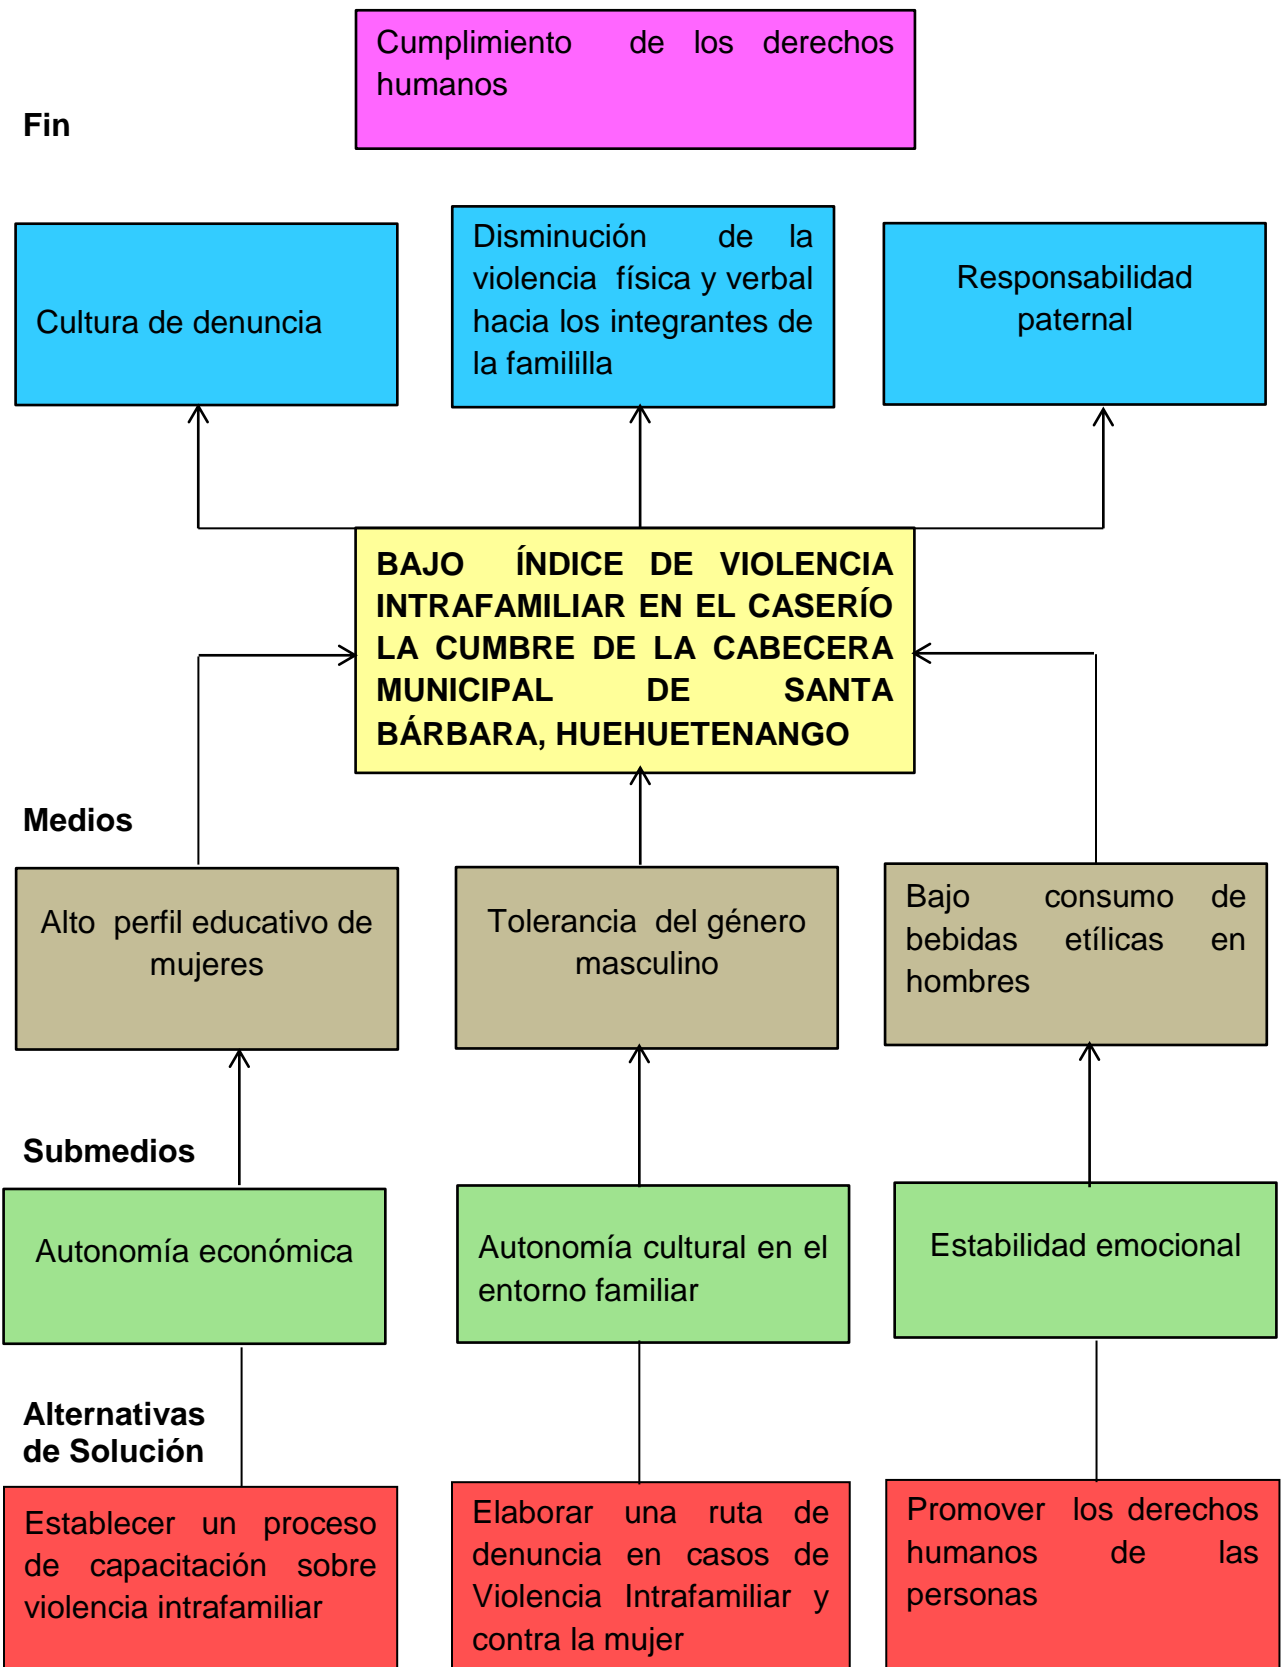 Cumplimiento de los derechos
humanos
Fin
Cultura de denuncia
Disminución de la
violencia física y verbal
hacia los integrantes de
la famililla
Responsabilidad
paternal
BAJO ÍNDICE DE VIOLENCIA
INTRAFAMILIAR EN EL CASERÍO
LA CUMBRE DE LA CABECERA
MUNICIPAL DE SANTA
BÁRBARA, HUEHUETENANGO
Medios
Alto perfil educativo de
mujeres
Tolerancia del género
masculino
Bajo consumo de
bebidas etílicas en
hombres
Submedios
Autonomía económica
Autonomía cultural en el
entorno familiar
Estabilidad emocional
Alternativas
de Solución
Establecer un proceso
de capacitación sobre
violencia intrafamiliar
Elaborar una ruta de
denuncia en casos de
Violencia Intrafamiliar y
contra la mujer
Promover los derechos
humanos de las
personas